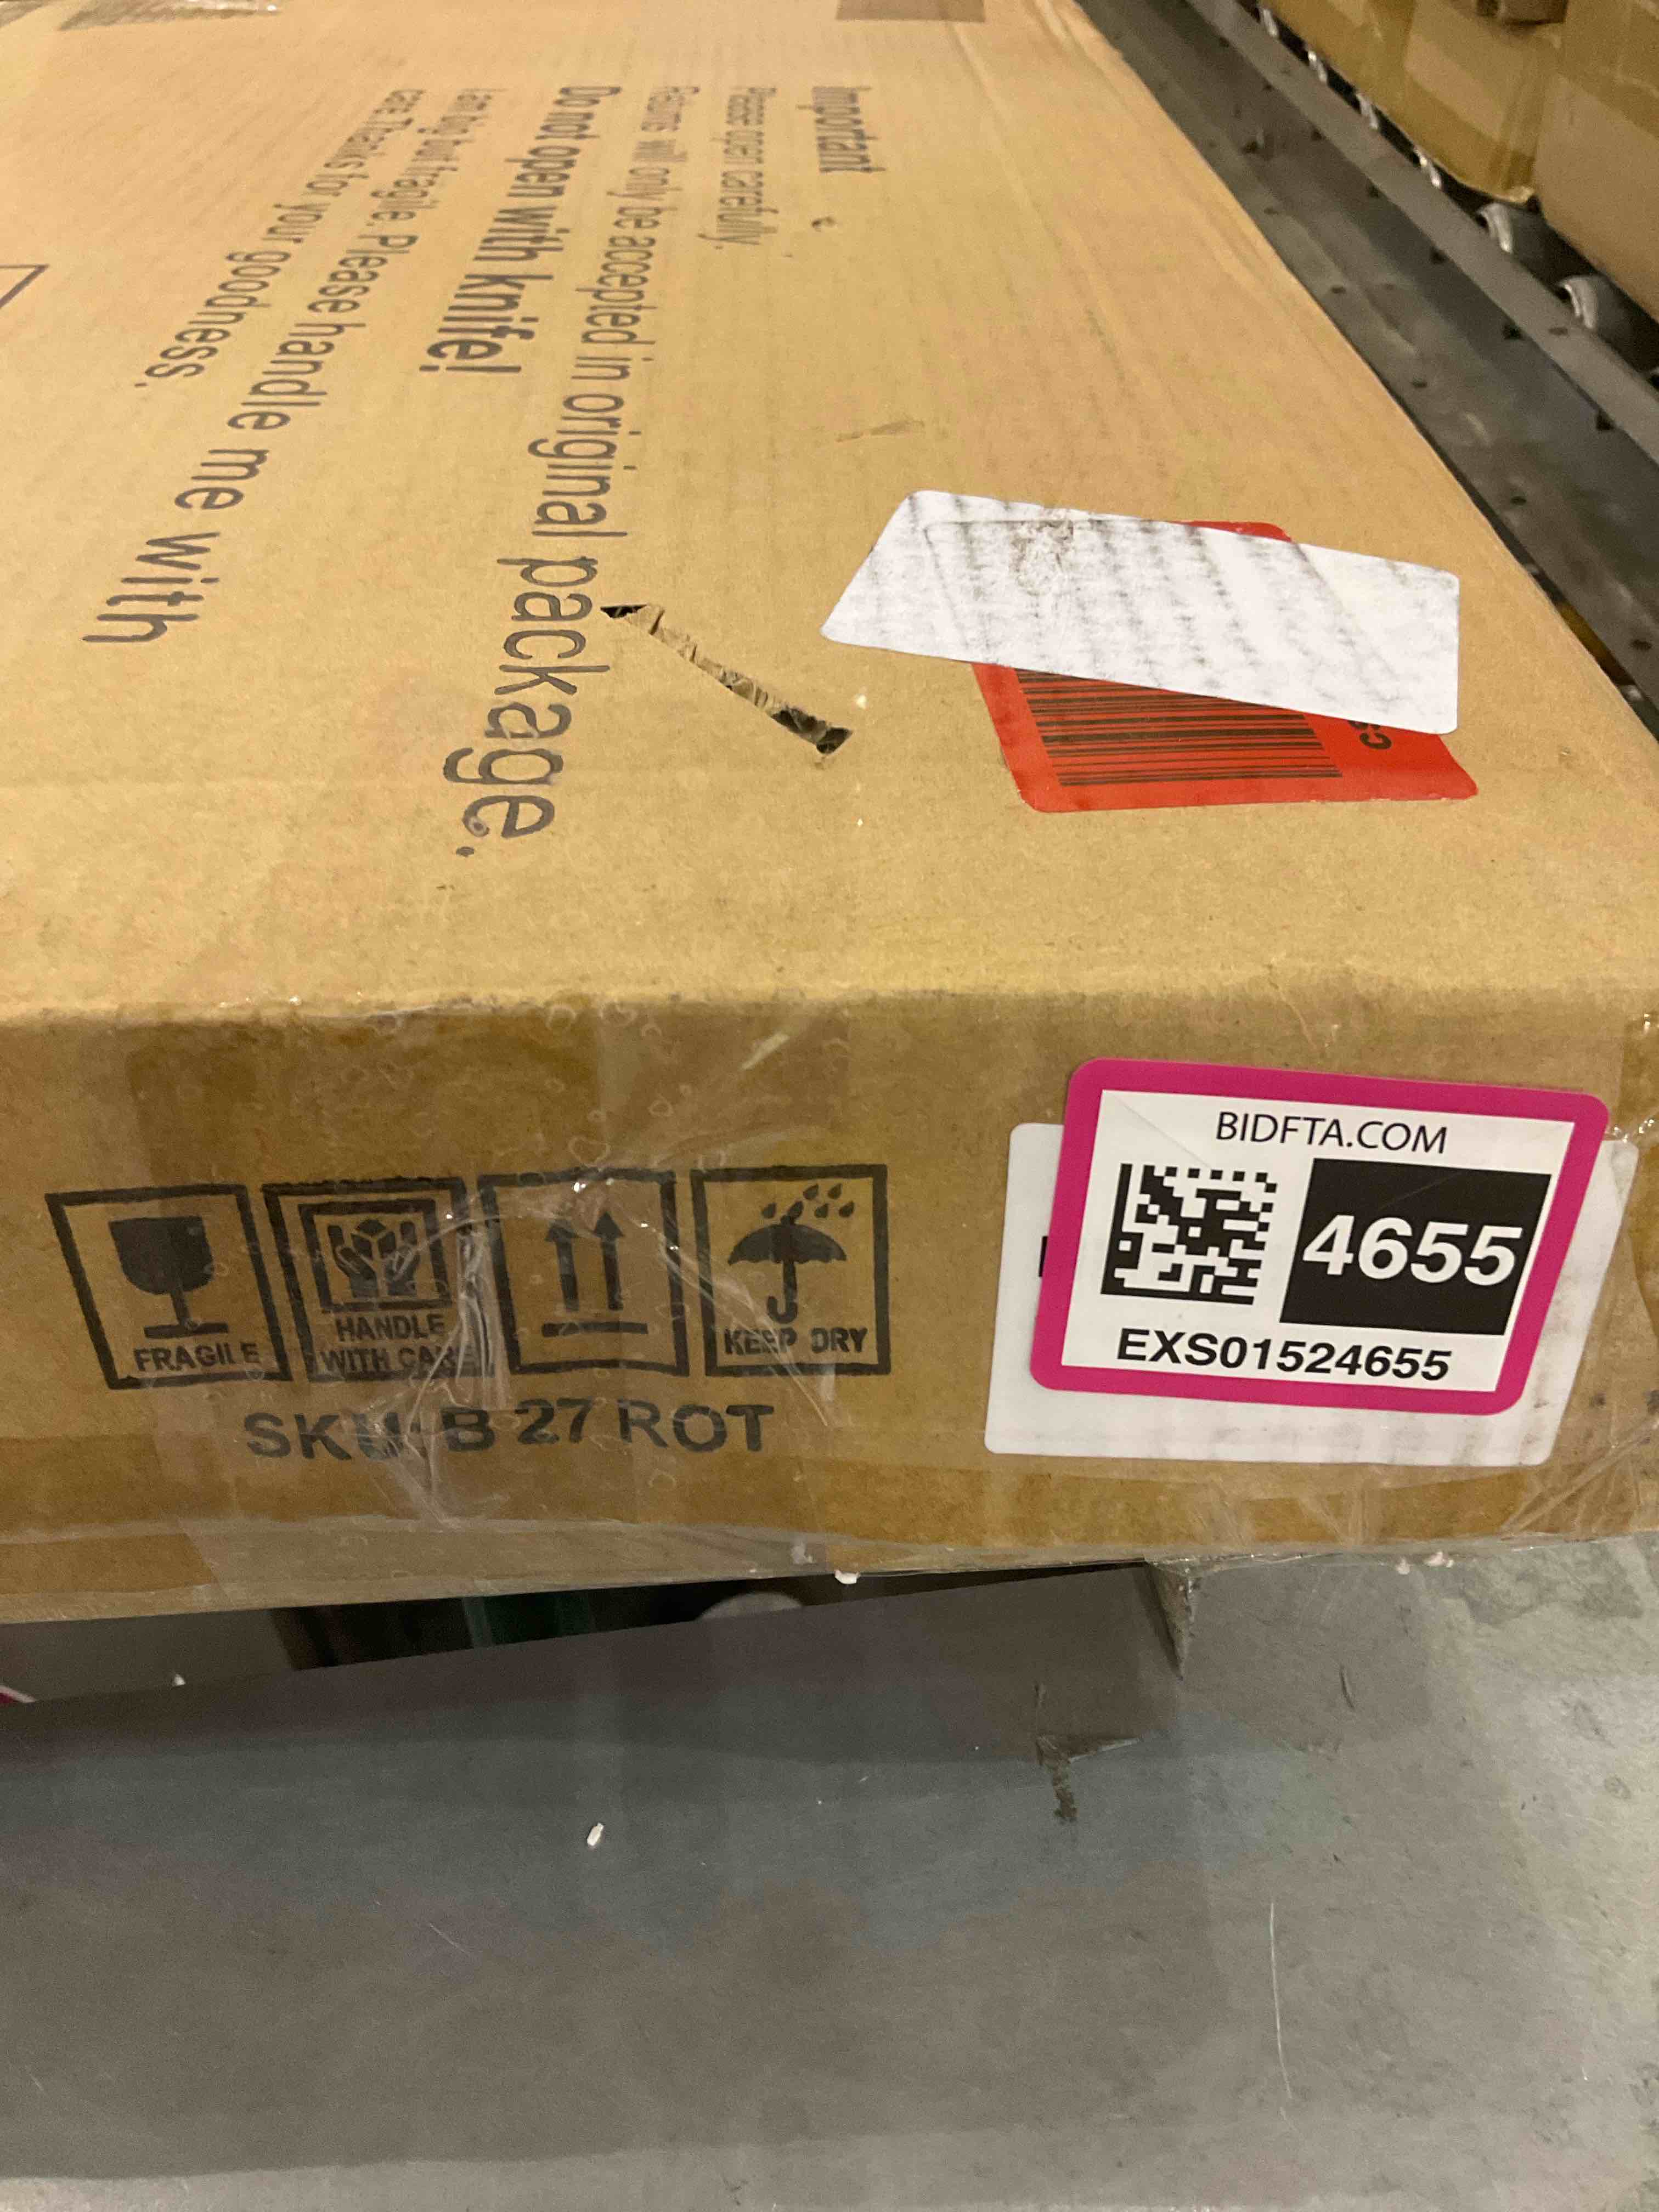 Important
Please open carefully.
Returns will only be accepted in original package.
Do not open with knife!
I am big but fragile. Please handle me with
care. Thanks for your goodness.
BIDFTA.COM
4655
EXS01524655
FRAGILE
HANDLE
WITH CARE
KEEP DRY
SKU: B 27 ROT